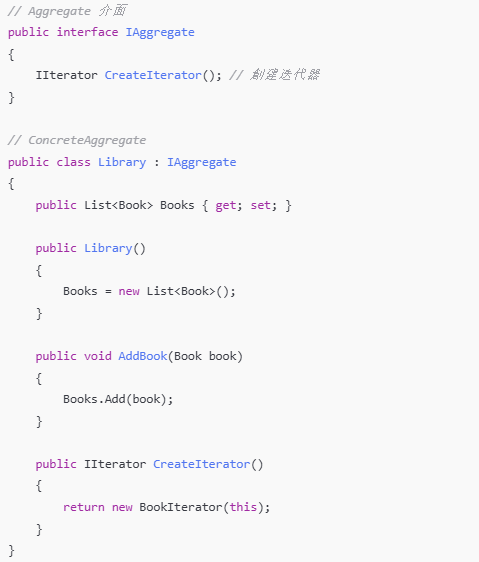 // Aggregate 介面
public interface IAggregate
{
    IIterator CreateIterator(); // 創建迭代器
}

// ConcreteAggregate
public class Library : IAggregate
{
    public List<Book> Books { get; set; }

    public Library()
    {
        Books = new List<Book>();
    }

    public void AddBook(Book book)
    {
        Books.Add(book);
    }

    public IIterator CreateIterator()
    {
        return new BookIterator(this);
    }
}